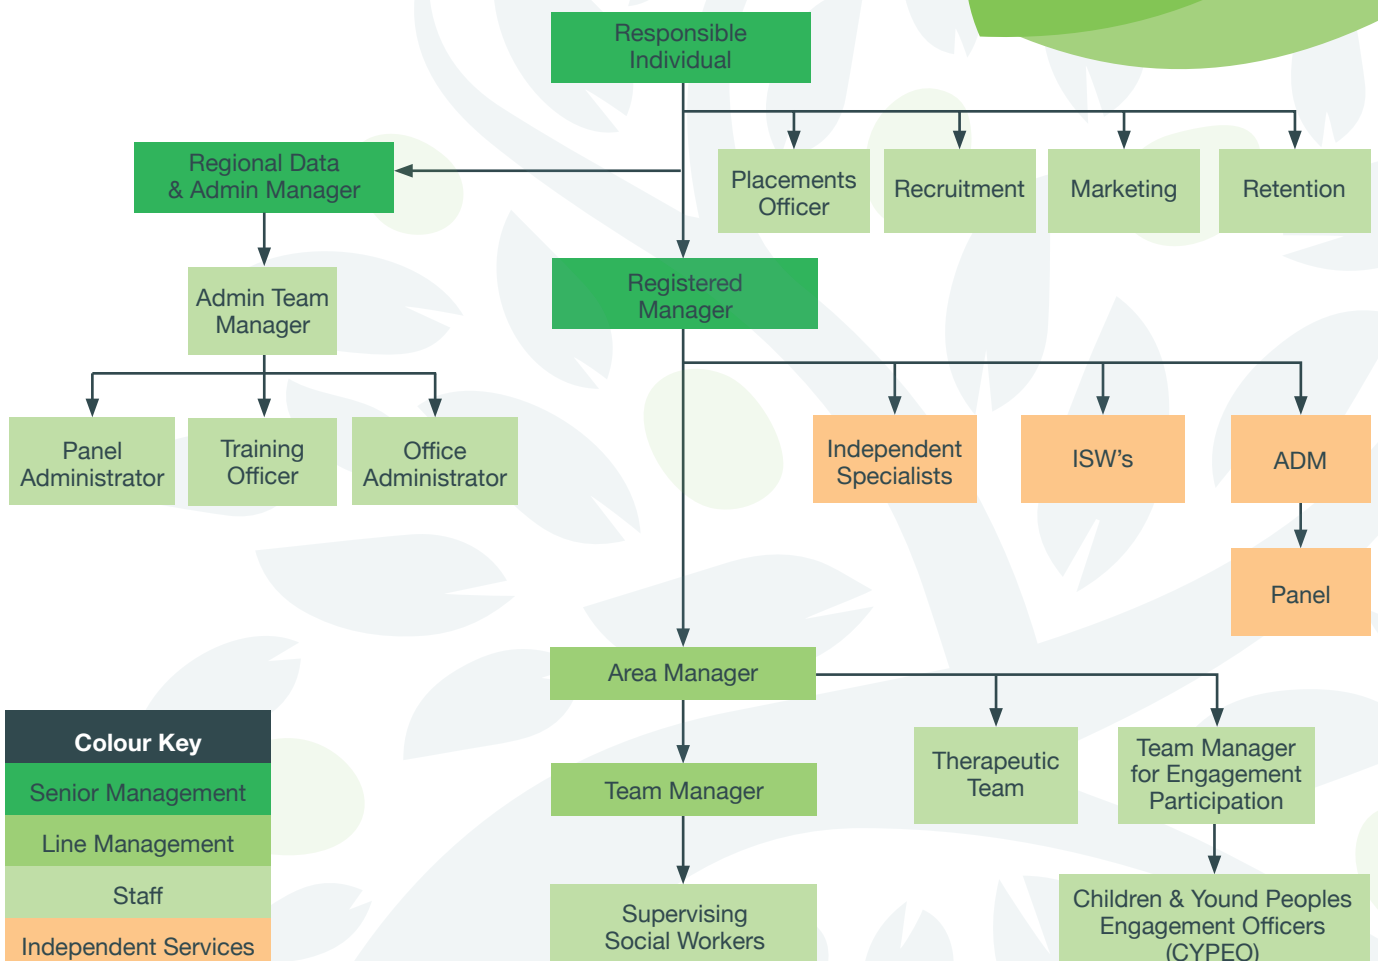 Responsible
Individual
Regional Data
& Admin Manager
Placements
Officer
Recruitment
Marketing
Retention
Admin Team
Manager
Registered
Manager
Panel
Administrator
Training
Officer
Office
Administrator
Independent
Specialists
ISW's
ADM
Panel
Area Manager
Colour Key
Senior Management
Line Management
Staff
Independent Services
Team Manager
Therapeutic
Team
Team Manager
for Engagement
Participation
Supervising
Social Workers
Children & Yound Peoples
Engagement Officers
(CYPEO)